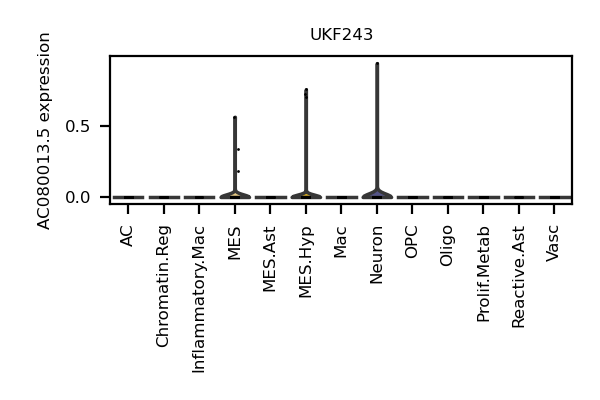 UKF243
AC080013.5 expression
0.5
0.0
AC
Chromatin.Reg
Inflammatory.Mac
MES
MES.Ast
MES.Hyp
Mac
Neuron
OPC
Oligo
Prolif.Metab
Reactive.Ast
Vasc